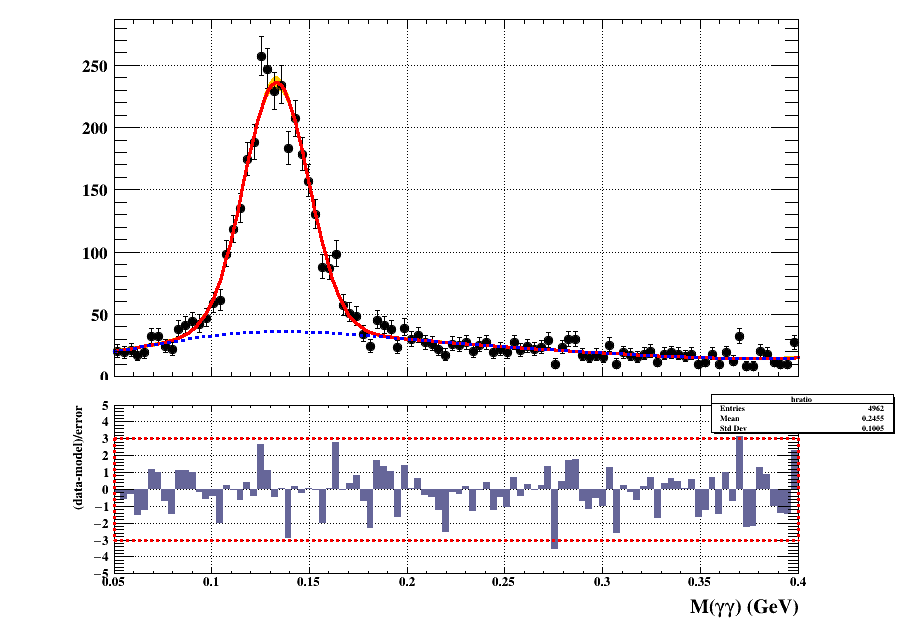 250
200
150
100
50
0
hratio
Entries 4962
Mean 0.2455
Std Dev 0.1005
(data-model)/error
5
4
3
2
1
0
−1
−2
−3
−4
−5
0.05 0.1 0.15 0.2 0.25 0.3 0.35 0.4
M(γγ) (GeV)